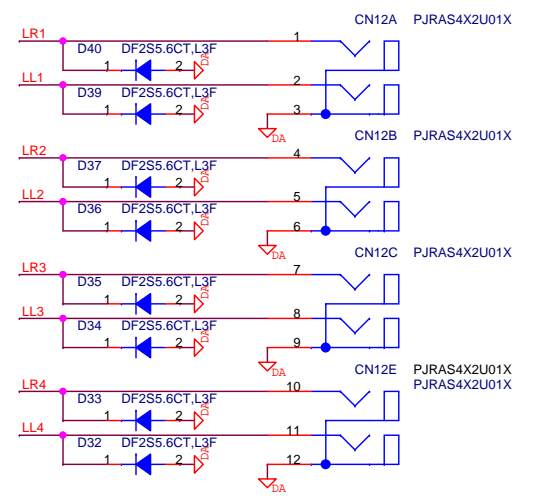 CN12A PJRAS4X2U01X
LR1 1
D40 DF2S5.6CT,L3F
1 2 DA
LL1 2
D39 DF2S5.6CT,L3F
1 2 DA 3
DA
CN12B PJRAS4X2U01X
LR2 4
D37 DF2S5.6CT,L3F
1 2 DA
LL2 5
D36 DF2S5.6CT,L3F
1 2 DA 6
DA
CN12C PJRAS4X2U01X
LR3 7
D35 DF2S5.6CT,L3F
1 2 DA
LL3 8
D34 DF2S5.6CT,L3F
1 2 DA 9
DA
CN12E PJRAS4X2U01X
PJRAS4X2U01X
LR4 10
D33 DF2S5.6CT,L3F
1 2 DA
LL4 11
D32 DF2S5.6CT,L3F
1 2 DA 12
DA